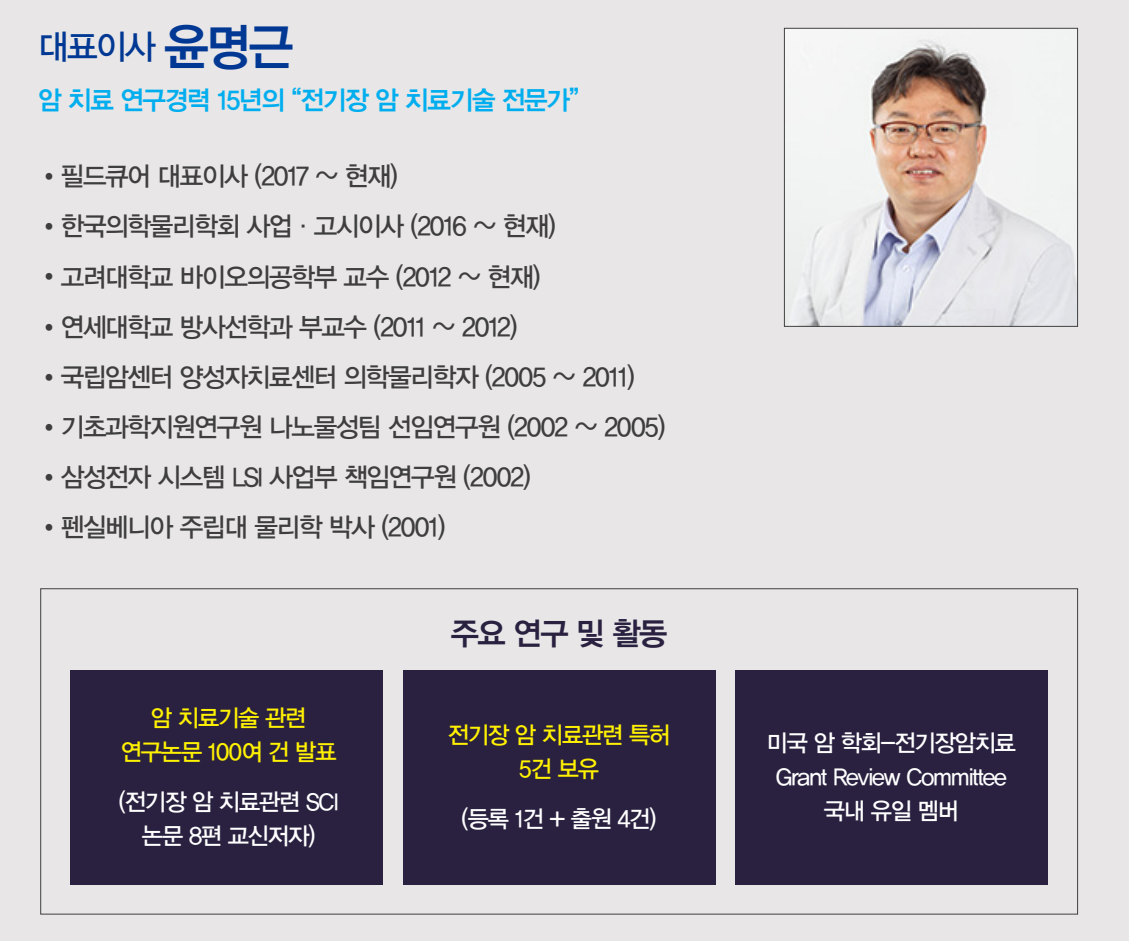 대표이사 윤명근
암 치료 연구경력 15년의 “전기장 암 치료기술 전문가”
• 필드큐어 대표이사 (2017 ~ 현재)
• 한국의학물리학회 사업 · 고시이사 (2016 ~ 현재)
• 고려대학교 바이오의공학부 교수 (2012 ~ 현재)
• 연세대학교 방사선학과 부교수 (2011 ~ 2012)
• 국립암센터 양성자치료센터 의학물리학자 (2005 ~ 2011)
• 기초과학지원연구원 나노물성팀 선임연구원 (2002 ~ 2005)
• 삼성전자 시스템 LSI 사업부 책임연구원 (2002)
• 펜실베니아 주립대 물리학 박사 (2001)
주요 연구 및 활동
암 치료기술 관련
연구논문 100여 건 발표
(전기장 암 치료관련 SCI
논문 8편 교신저자)
전기장 암 치료관련 특허
5건 보유
(등록 1건 + 출원 4건)
미국 암 학회-전기장암치료
Grant Review Committee
국내 유일 멤버